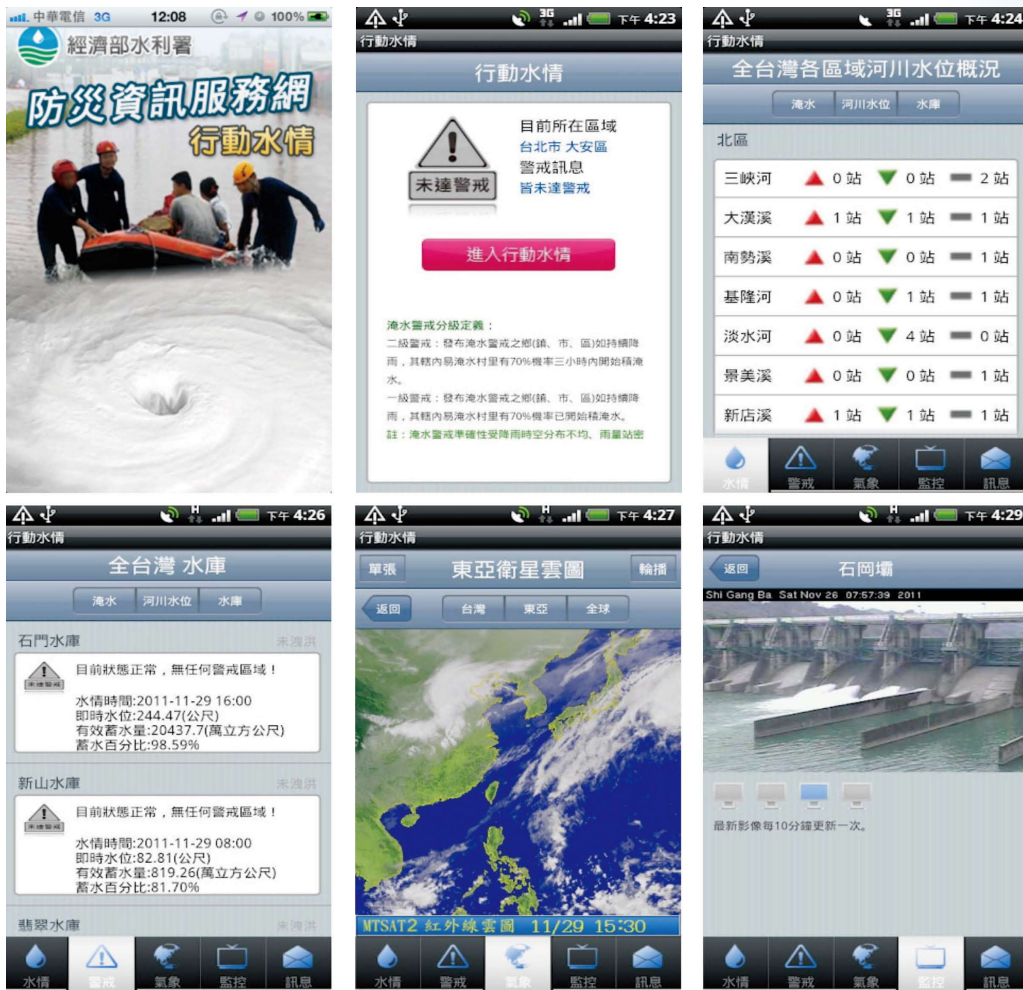 中華電信 3G 12:08 100%
經濟部水利署
防災資訊服務網
行動水情
3G 下午 4:23
行動水情
行動水情
未達警戒
目前所在區域
台北市 大安區
警戒訊息
皆未達警戒
進入行動水情
淹水警戒分級定義：
二級警戒：發布淹水警戒之鄉(鎮、市、區)如持續降
雨，其轄內易淹水村里有70%機率三小時內開始積淹
水。
一級警戒：發布淹水警戒之鄉(鎮、市、區)如持續降
雨，其轄內易淹水村里有70%機率已開始積淹水。
註：淹水警戒準確性受降雨時空分布不均、雨量站密
3G 下午 4:24
行動水情
全台灣各區域河川水位概況
淹水 河川水位 水庫
北區
三峽河 0 站 0 站 2 站
大漢溪 1 站 1 站 1 站
南勢溪 0 站 0 站 1 站
基隆河 0 站 1 站 1 站
淡水河 0 站 4 站 0 站
景美溪 0 站 0 站 1 站
新店溪 1 站 1 站 1 站
水情 警戒 氣象 監控 訊息
H 下午 4:26
行動水情
全台灣 水庫
淹水 河川水位 水庫
石門水庫 未洩洪
未達警戒
目前狀態正常，無任何警戒區域！
水情時間:2011-11-29 16:00
即時水位:244.47(公尺)
有效蓄水量:20437.7(萬立方公尺)
蓄水百分比:98.59%
新山水庫 未洩洪
未達警戒
目前狀態正常，無任何警戒區域！
水情時間:2011-11-29 08:00
即時水位:82.81(公尺)
有效蓄水量:819.26(萬立方公尺)
蓄水百分比:81.70%
翡翠水庫 未洩洪
水情 警戒 氣象 監控 訊息
H 下午 4:27
行動水情
單張 東亞衛星雲圖 輪播
返回 台灣 東亞 全球
MTSAT2 紅外線雲圖 11/29 15:30
水情 警戒 氣象 監控 訊息
H 下午 4:29
行動水情
返回 石岡壩
Shi Gang Ba Sat Nov 26 07:57:39 2011
最新影像每10分鐘更新一次。
水情 警戒 氣象 監控 訊息